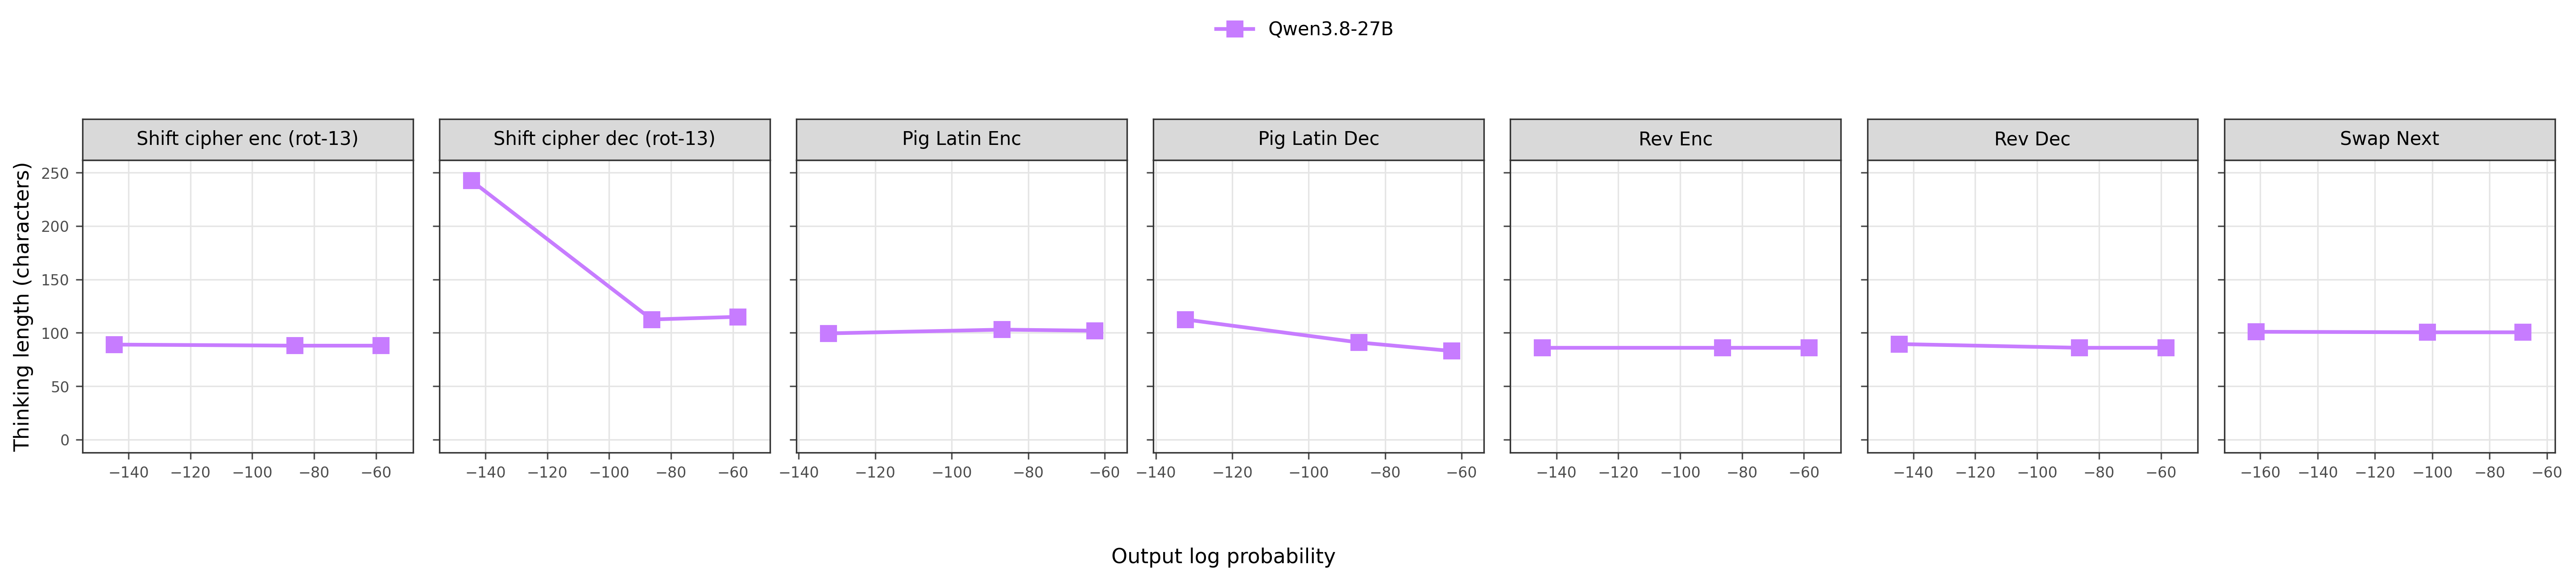 Qwen3.8-27B
Shift cipher enc (rot-13) Shift cipher dec (rot-13) Pig Latin Enc Pig Latin Dec Rev Enc Rev Dec Swap Next
Thinking length (characters)
250
200
150
100
50
0
−140 −120 −100 −80 −60 −140 −120 −100 −80 −60 −140 −120 −100 −80 −60 −140 −120 −100 −80 −60 −140 −120 −100 −80 −60 −140 −120 −100 −80 −60 −160 −140 −120 −100 −80 −60
Output log probability